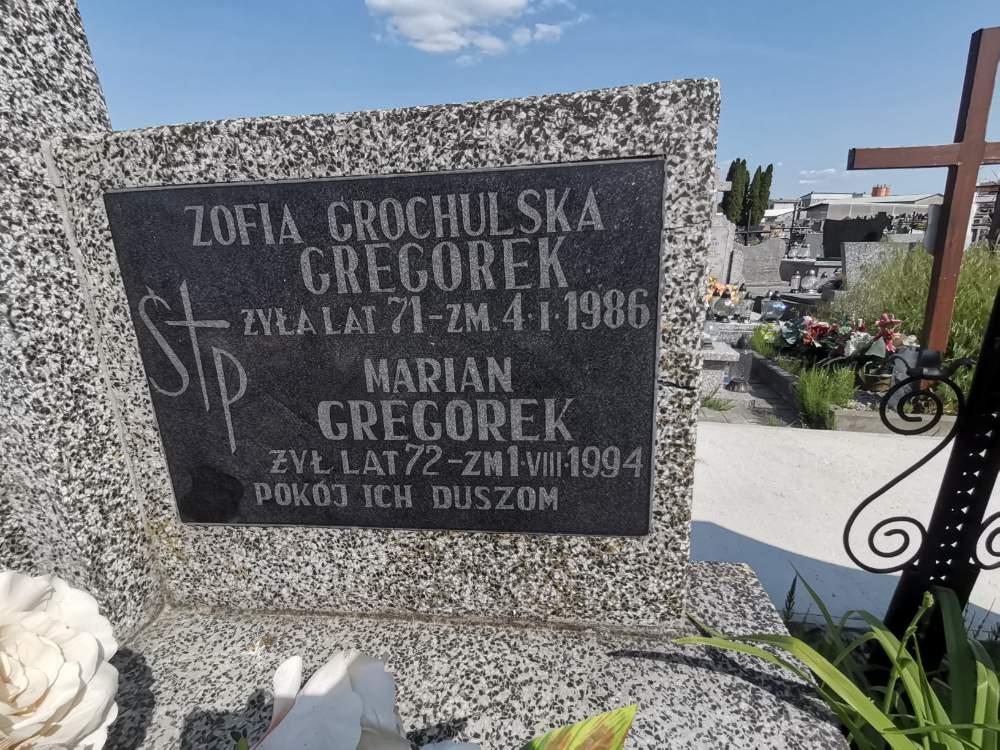 ZOFIA GROCHULSKA
GREGOREK
ŻYŁA LAT 71-ZM. 4·I·1986
Ś†P
MARIAN
GREGOREK
ŻYŁ LAT 72-ZM 1·VIII·1994
POKÓJ ICH DUSZOM